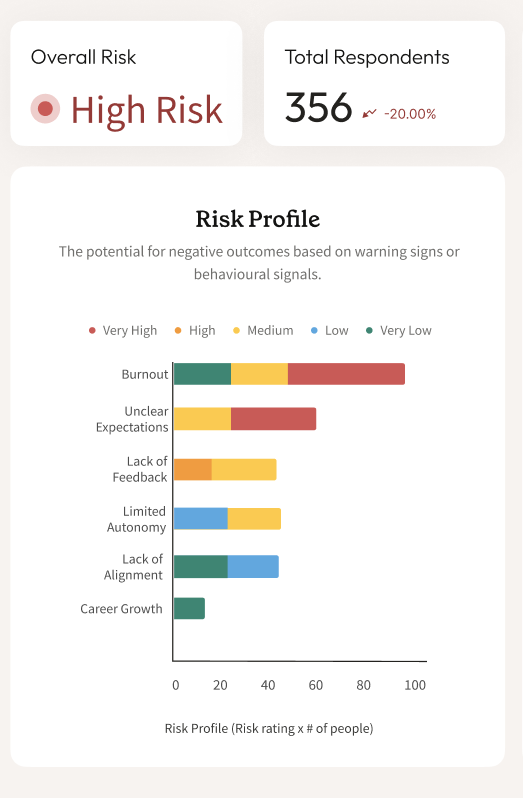 Overall Risk
High Risk
Total Respondents
356 -20.00%
Risk Profile
The potential for negative outcomes based on warning signs or
behavioural signals.
Very High High Medium Low Very Low
Burnout
Unclear
Expectations
Lack of
Feedback
Limited
Autonomy
Lack of
Alignment
Career Growth
0 20 40 60 80 100
Risk Profile (Risk rating x # of people)